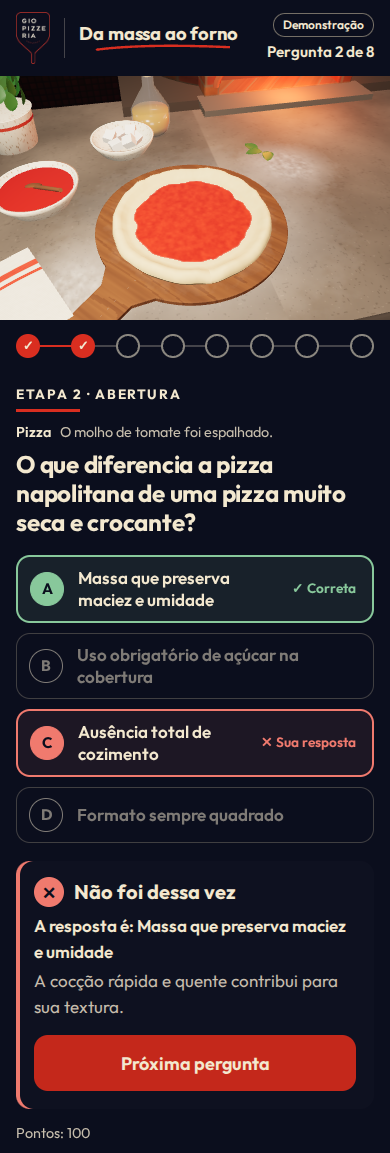 GIO
PIZZE
RIA
Da massa ao forno
Demonstração
Pergunta 2 de 8
✓ ✓
ETAPA 2 · ABERTURA
Pizza O molho de tomate foi espalhado.
O que diferencia a pizza
napolitana de uma pizza muito
seca e crocante?
A Massa que preserva
maciez e umidade
✓ Correta
B Uso obrigatório de açúcar na
cobertura
C Ausência total de
cozimento
✕ Sua resposta
D Formato sempre quadrado
✕ Não foi dessa vez
A resposta é: Massa que preserva maciez
e umidade
A cocção rápida e quente contribui para
sua textura.
Próxima pergunta
Pontos: 100